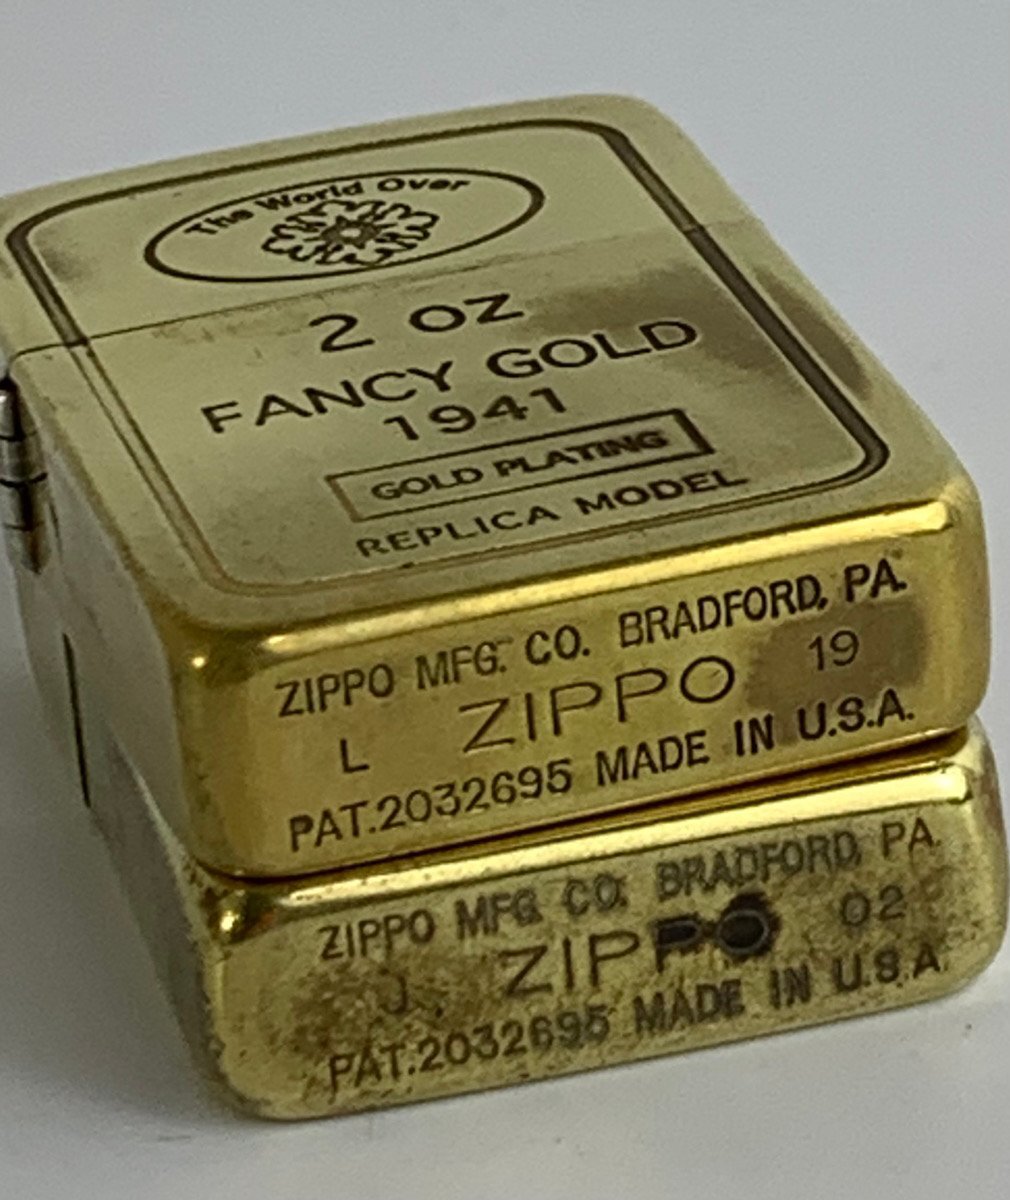 The World Over
2 OZ
FANCY GOLD
1941
GOLD PLATING
REPLICA MODEL
ZIPPO MFG. CO. BRADFORD, PA.
L ZIPPO 19
PAT.2032695 MADE IN U.S.A.
ZIPPO MFG. CO. BRADFORD, PA.
J ZIPPO 02
PAT.2032695 MADE IN U.S.A